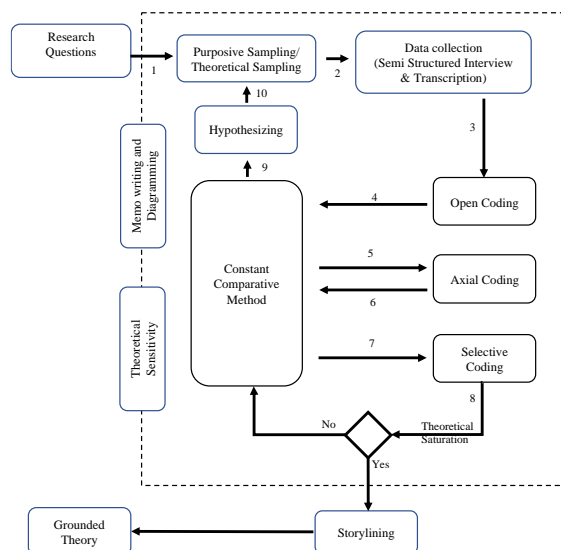 Research
Questions
1
Purposive Sampling/
Theoretical Sampling
2
Data collection
(Semi Structured Interview
& Transcription)
10
3
Hypothesizing
Memo writing and
Diagramming
9
4
Open Coding
Constant
Comparative
Method
5
6
Axial Coding
Theoretical
Sensitivity
7
Selective
Coding
8
No
Theoretical
Saturation
Yes
Grounded
Theory
Storylining